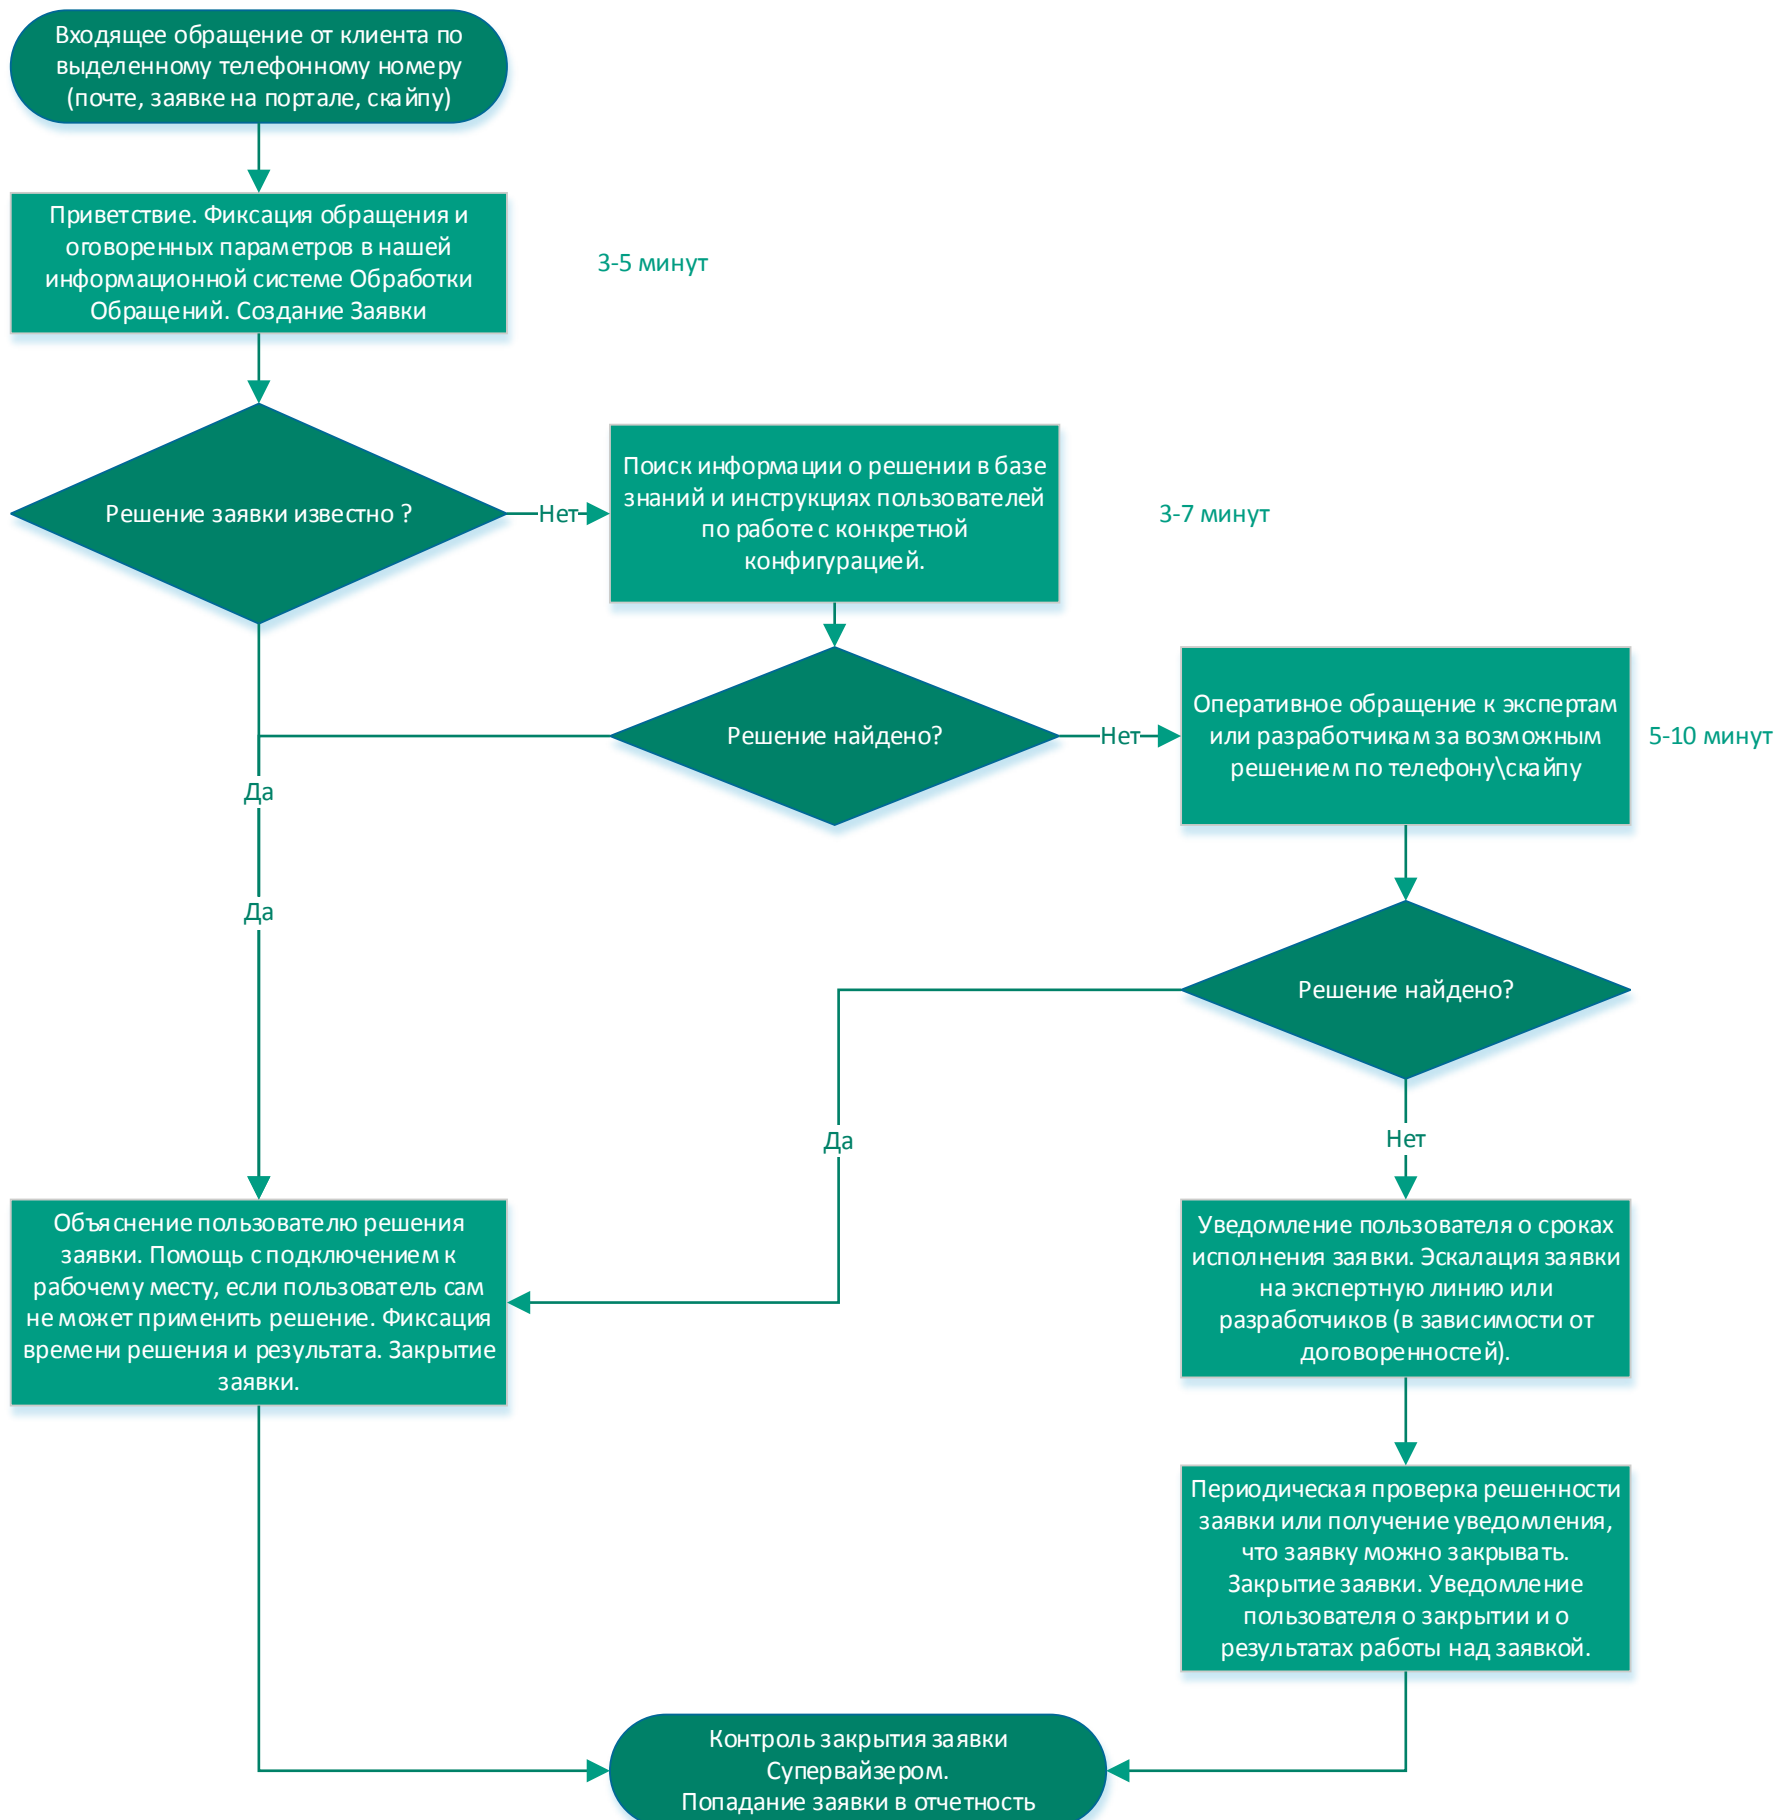 Входящее обращение от клиента по
выделенному телефонному номеру
(почте, заявке на портале, скайпу)
Приветствие. Фиксация обращения и
оговоренных параметров в нашей
информационной системе Обработки
Обращений. Создание Заявки
3-5 минут
Решение заявки известно ?
Нет
Поиск информации о решении в базе
знаний и инструкциях пользователей
по работе с конкретной
конфигурацией.
3-7 минут
Решение найдено?
Нет
Оперативное обращение к экспертам
или разработчикам за возможным
решением по телефону\скайпу
5-10 минут
Да
Да
Решение найдено?
Да
Нет
Объяснение пользователю решения
заявки. Помощь с подключением к
рабочему месту, если пользователь сам
не может применить решение. Фиксация
времени решения и результата. Закрытие
заявки.
Уведомление пользователя о сроках
исполнения заявки. Эскалация заявки
на экспертную линию или
разработчиков (в зависимости от
договоренностей).
Периодическая проверка решенности
заявки или получение уведомления,
что заявку можно закрывать.
Закрытие заявки. Уведомление
пользователя о закрытии и о
результатах работы над заявкой.
Контроль закрытия заявки
Супервайзером.
Попадание заявки в отчетность